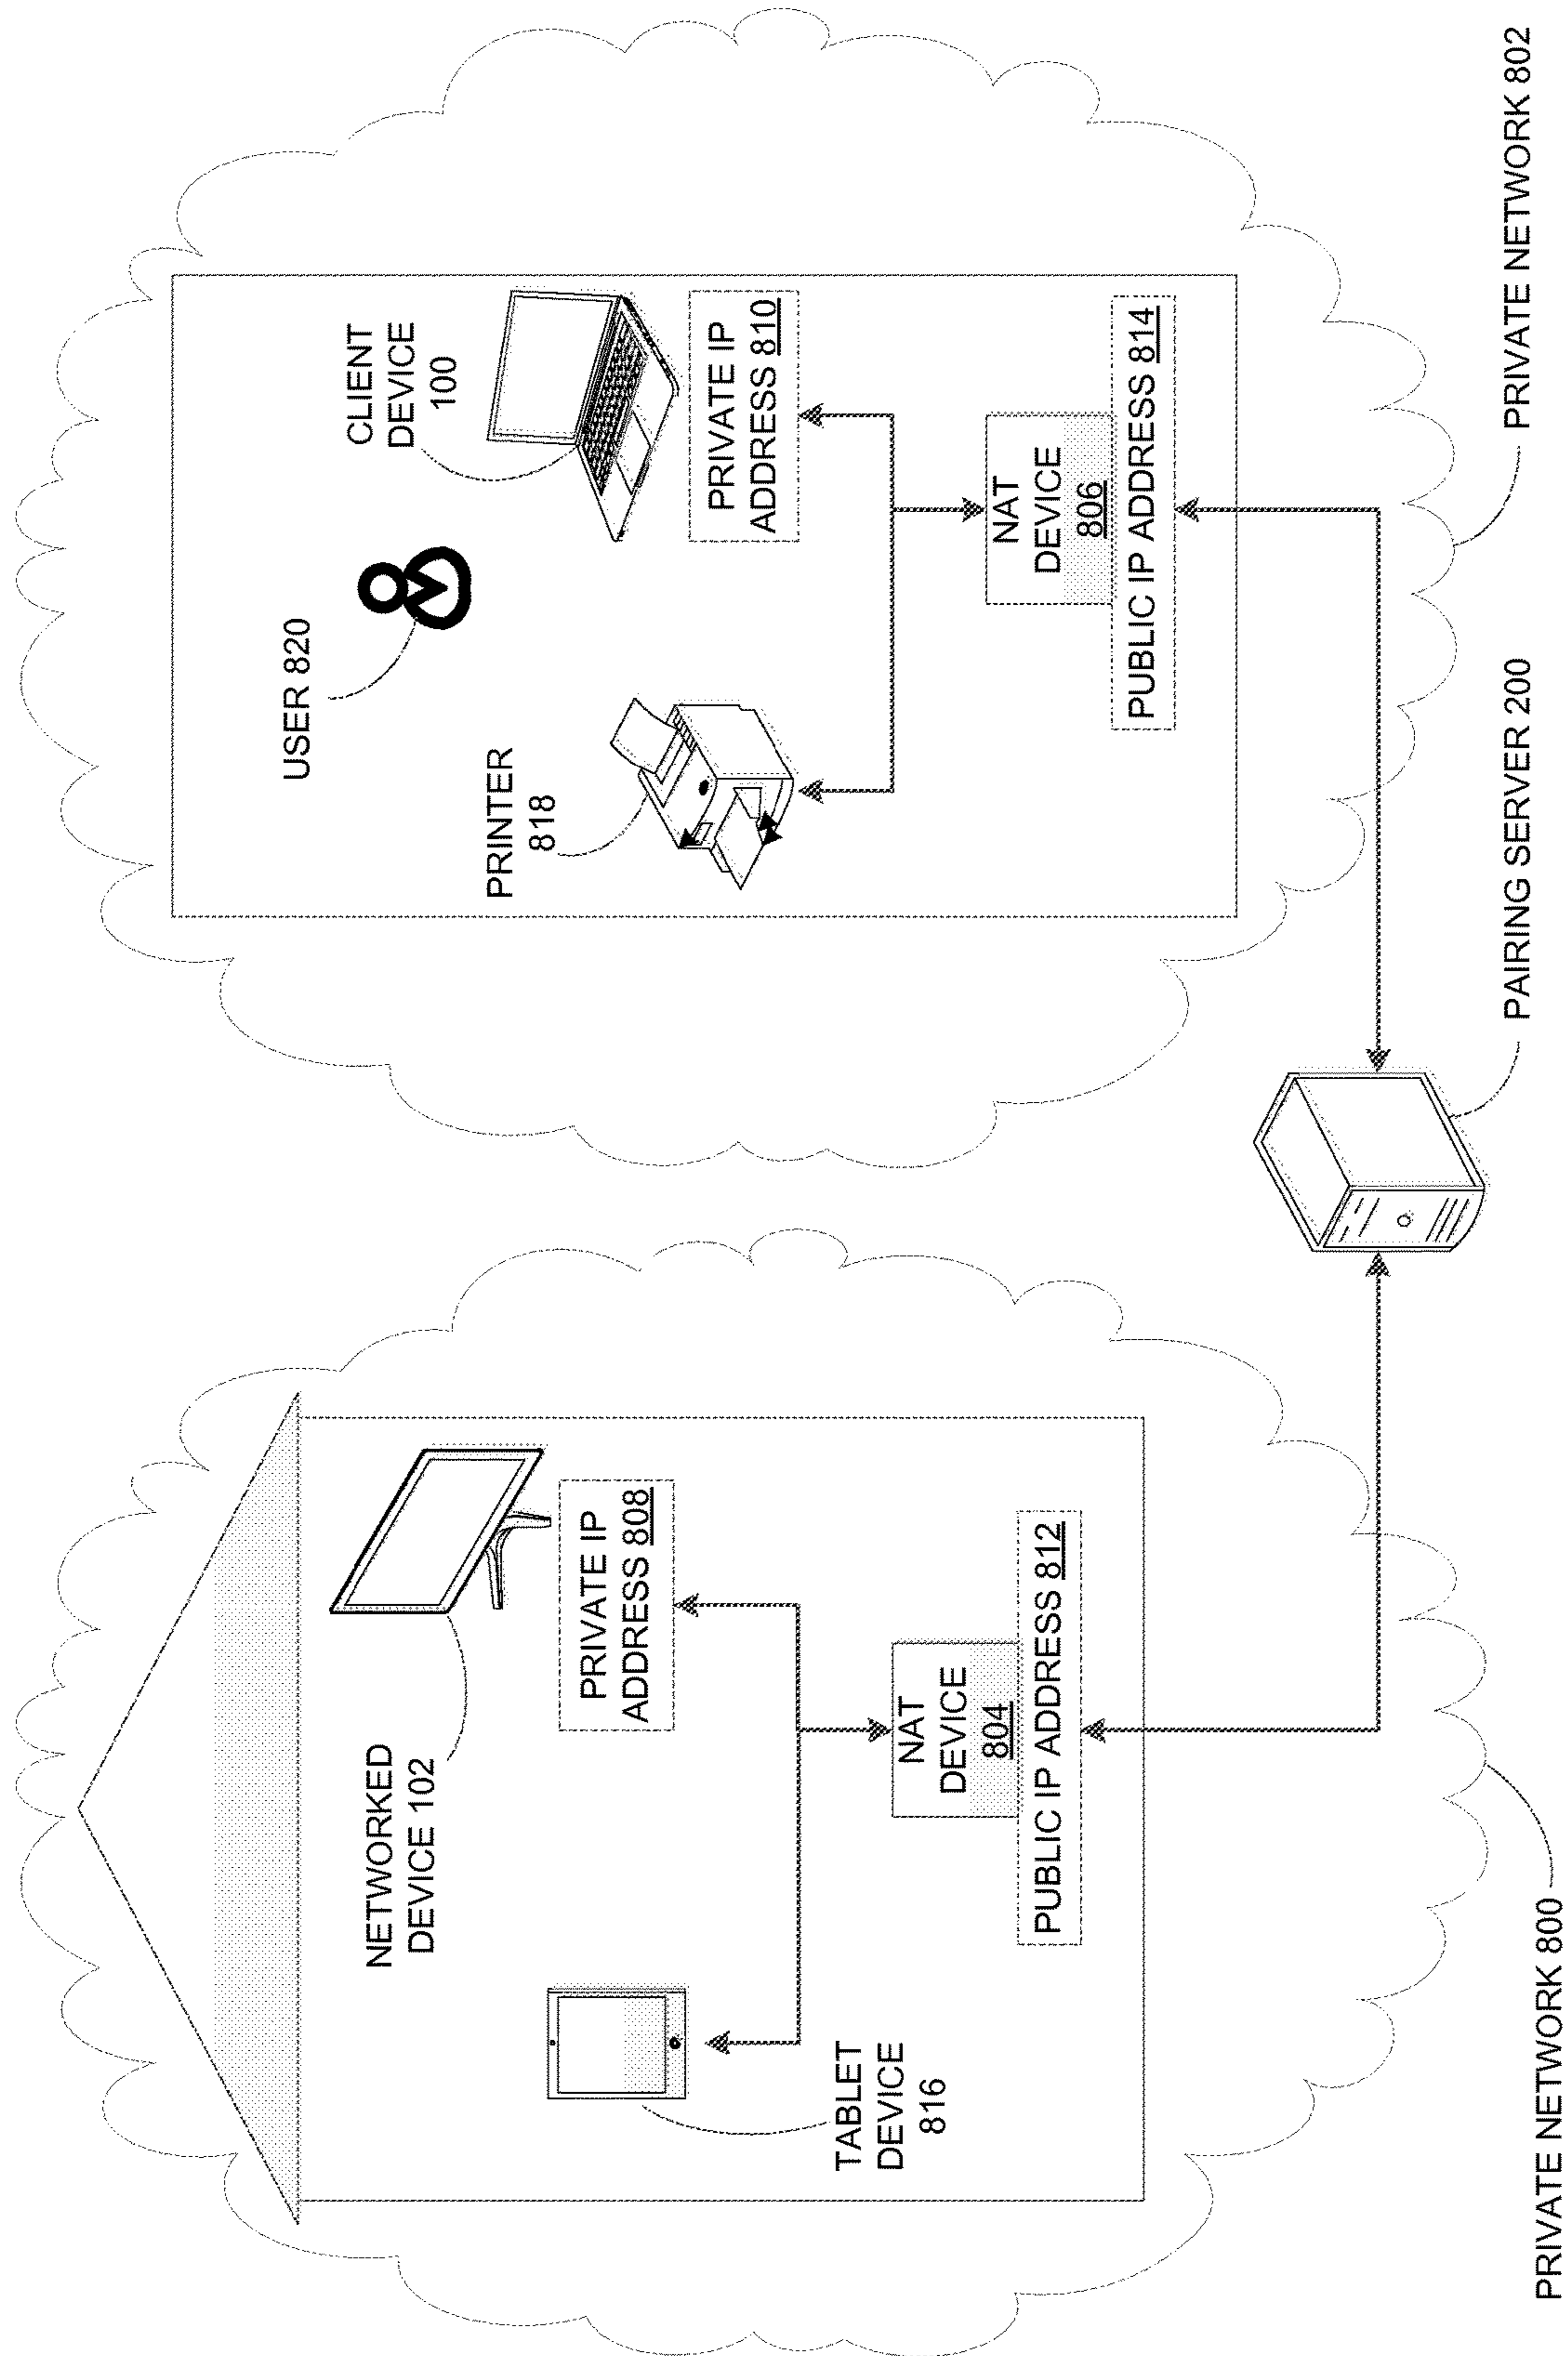 NETWORKED
DEVICE 102
PRIVATE IP
ADDRESS 808
TABLET
DEVICE
816
NAT
DEVICE
804
PUBLIC IP ADDRESS 812
PRIVATE NETWORK 800
USER 820
CLIENT
DEVICE
100
PRINTER
818
PRIVATE IP
ADDRESS 810
NAT
DEVICE
806
PUBLIC IP ADDRESS 814
PAIRING SERVER 200
PRIVATE NETWORK 802